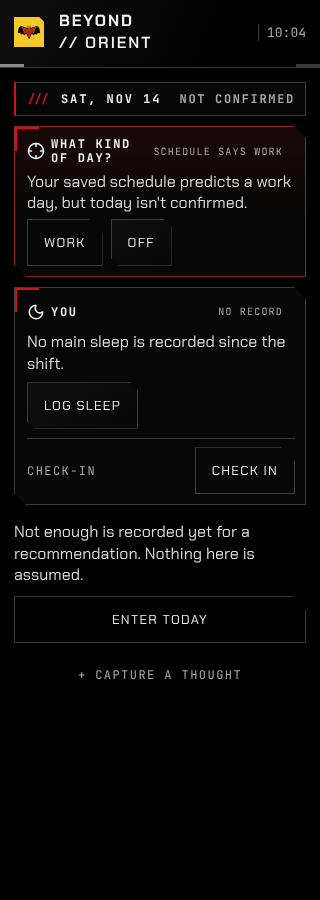 BEYOND
// ORIENT
10:04
/// SAT, NOV 14 NOT CONFIRMED
WHAT KIND
OF DAY?
SCHEDULE SAYS WORK
Your saved schedule predicts a work
day, but today isn't confirmed.
WORK OFF
YOU NO RECORD
No main sleep is recorded since the
shift.
LOG SLEEP
CHECK-IN CHECK IN
Not enough is recorded yet for a
recommendation. Nothing here is
assumed.
ENTER TODAY
+ CAPTURE A THOUGHT